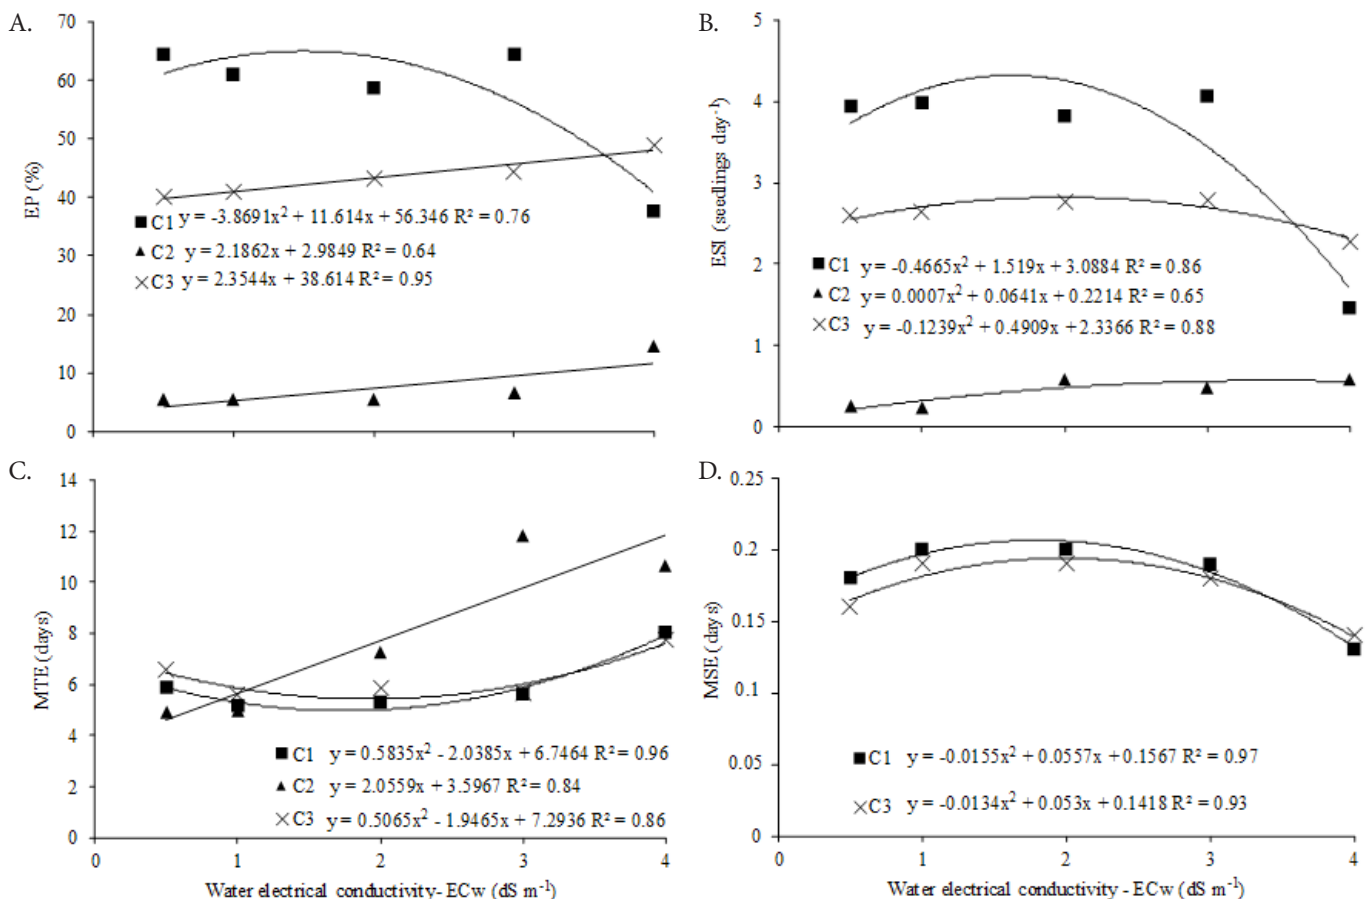 A.
70
60
50
40
30
20
10
0
EP (%)
C1 y = -3.8691x² + 11.614x + 56.346 R² = 0.76
C2 y = 2.1862x + 2.9849 R² = 0.64
C3 y = 2.3544x + 38.614 R² = 0.95
B.
5
4
3
2
1
0
ESI (seedlings day⁻¹)
C1 y = -0.4665x² + 1.519x + 3.0884 R² = 0.86
C2 y = 0.0007x² + 0.0641x + 0.2214 R² = 0.65
C3 y = -0.1239x² + 0.4909x + 2.3366 R² = 0.88
C.
14
12
10
8
6
4
2
0
MTE (days)
C1 y = 0.5835x² - 2.0385x + 6.7464 R² = 0.96
C2 y = 2.0559x + 3.5967 R² = 0.84
C3 y = 0.5065x² - 1.9465x + 7.2936 R² = 0.86
0 1 2 3 4
Water electrical conductivity- ECw (dS m⁻¹)
D.
0.25
0.2
0.15
0.1
0.05
0
MSE (days)
C1 y = -0.0155x² + 0.0557x + 0.1567 R² = 0.97
C3 y = -0.0134x² + 0.053x + 0.1418 R² = 0.93
0 1 2 3 4
Water electrical conductivity - ECw (dS m⁻¹)